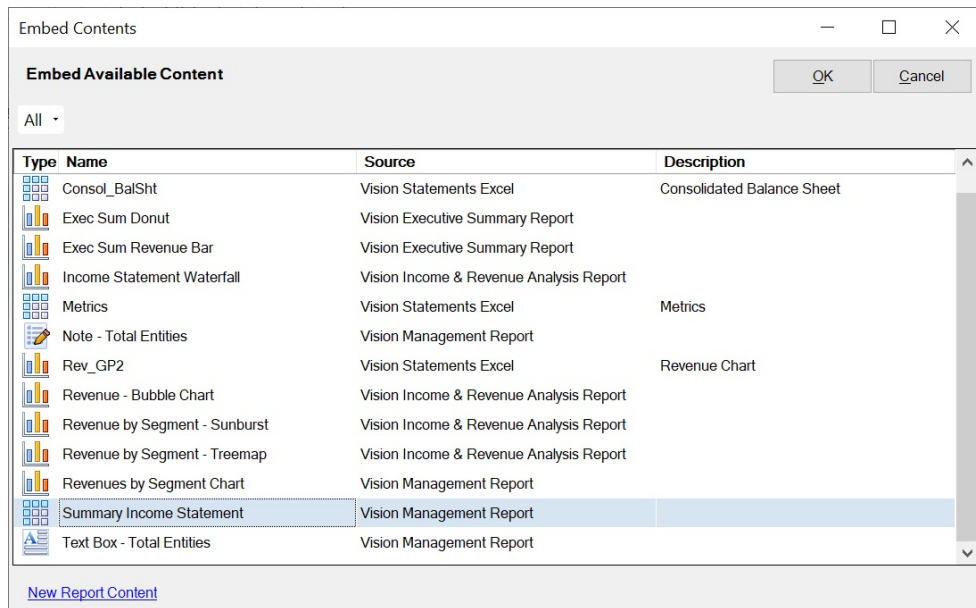 Embed Contents
Embed Available Content
OK
Cancel
All
Type Name Source Description
Consol_BalSht Vision Statements Excel Consolidated Balance Sheet
Exec Sum Donut Vision Executive Summary Report
Exec Sum Revenue Bar Vision Executive Summary Report
Income Statement Waterfall Vision Income & Revenue Analysis Report
Metrics Vision Statements Excel Metrics
Note - Total Entities Vision Management Report
Rev_GP2 Vision Statements Excel Revenue Chart
Revenue - Bubble Chart Vision Income & Revenue Analysis Report
Revenue by Segment - Sunburst Vision Income & Revenue Analysis Report
Revenue by Segment - Treemap Vision Income & Revenue Analysis Report
Revenues by Segment Chart Vision Management Report
Summary Income Statement Vision Management Report
Text Box - Total Entities Vision Management Report
New Report Content